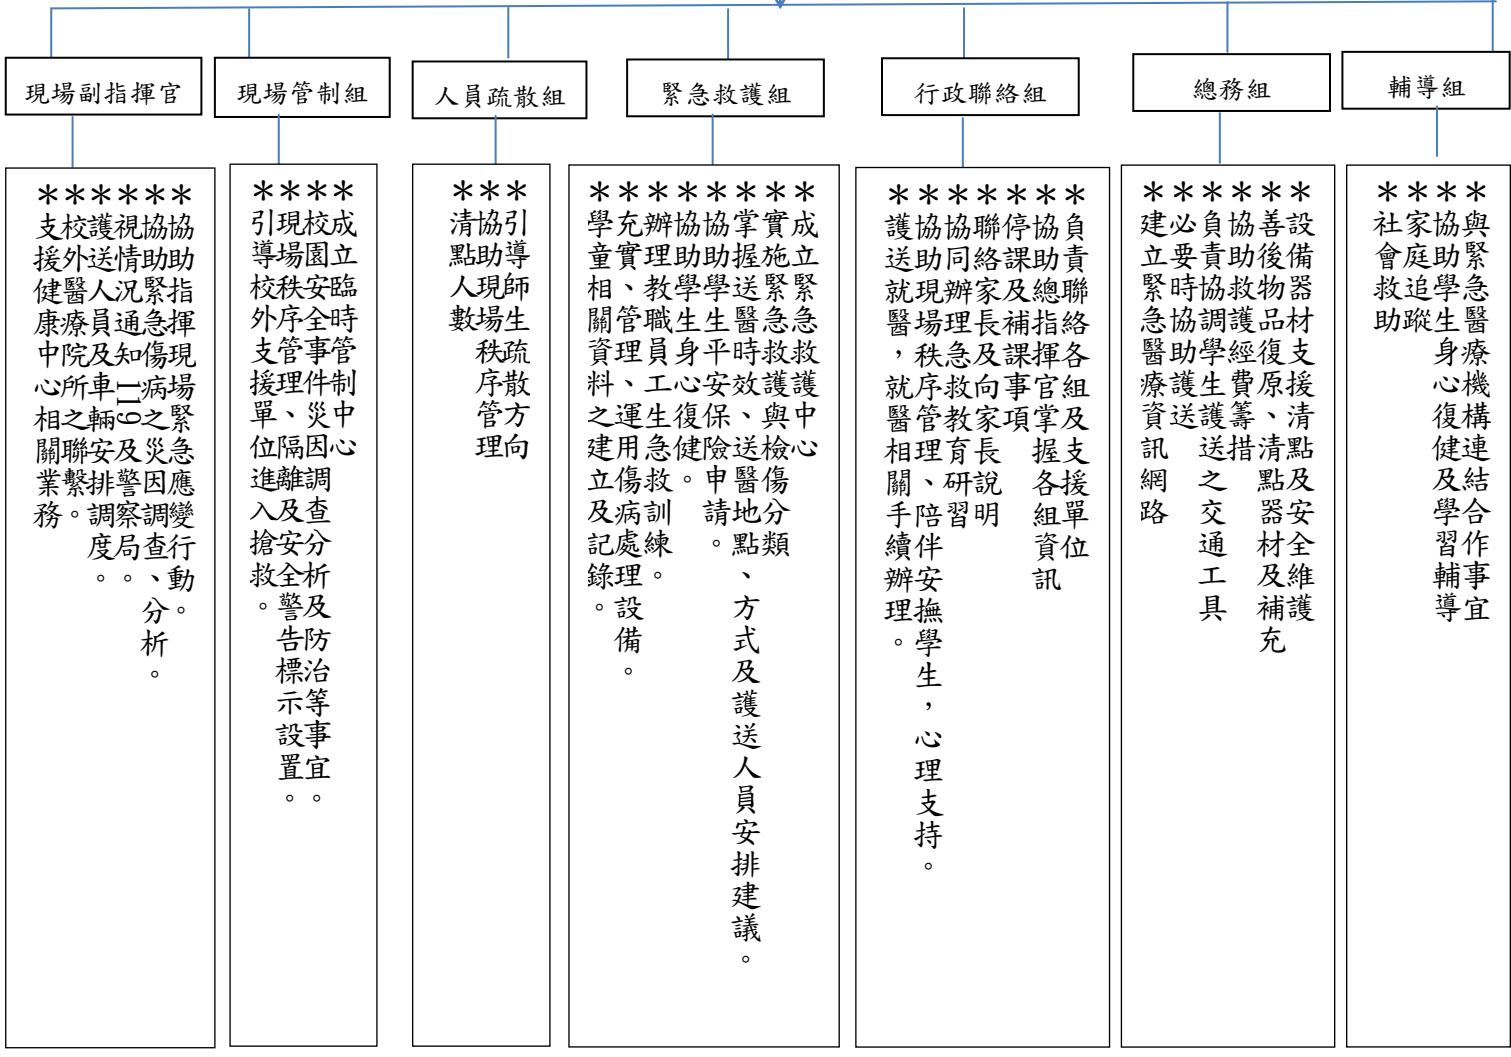 現場副指揮官
現場管制組
人員疏散組
緊急救護組
行政聯絡組
總務組
輔導組
*協助指揮現場緊急應變行動。
*協助緊急傷病之災因調查、分析。
*視情況通知 119 及警察局。
*護送人員及車輛安排調度。
*校外醫療院所之聯繫。
*支援健康中心相關業務
*成立臨時管制中心
*校園安全事件災因調查分析及防治等事宜。
*現場秩序管理、隔離及安全警告標示設置。
*引導校外支援單位進入搶救。
*引導師生疏散方向
*協助現場秩序管理
*清點人數
*成立緊急救護中心
*實施緊急救護與檢傷分類
*掌握送醫時效、送醫地點、方式及護送人員安排建議。
*協助學生平安保險申請。
*協助學生身心復健。
*辦理教職員工生急救訓練。
*充實、管理、運用傷病處理設備。
*學童相關資料之建立及記錄。
*負責聯絡各組及支援單位
*協助總指揮官掌握各組資訊
*停課及補課事項
*聯絡家長及向家長說明
*協同辦理急救教育研習
*協助現場秩序管理、陪伴安撫學生，心理支持。
*護送就醫，就醫相關手續辦理。
*設備器材支援清點及安全維護
*善後物品復原、清點器材及補充
*協助救護經費籌措
*負責協調學生護送之交通工具
*必要時協助護送
*建立緊急醫療資訊網路
*與緊急醫療機構連結合作事宜
*協助學生身心復健及學習輔導
*家庭追蹤
*社會救助